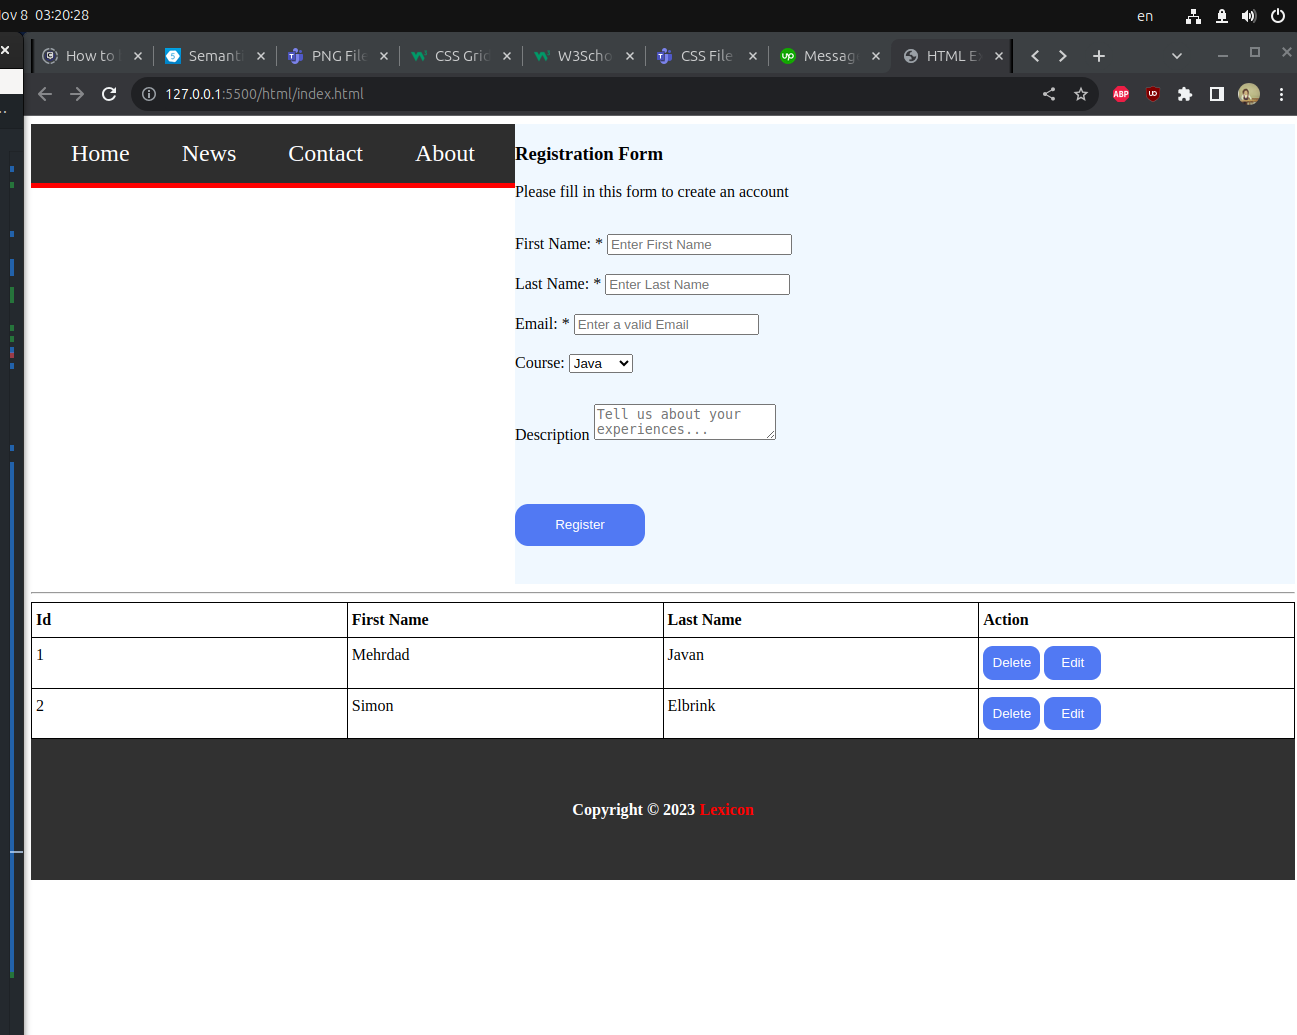 ov 8 03:20:28 en
How to
Semant
PNG File
CSS Grid
W3Scho
CSS File
Messag
HTML E
127.0.0.1:5500/html/index.html
ABP
Home News Contact About
Registration Form
Please fill in this form to create an account
First Name: * Enter First Name
Last Name: * Enter Last Name
Email: * Enter a valid Email
Course: Java
Description Tell us about your
experiences...
Register
Id First Name Last Name Action
1 Mehrdad Javan Delete Edit
2 Simon Elbrink Delete Edit
Copyright © 2023 Lexicon